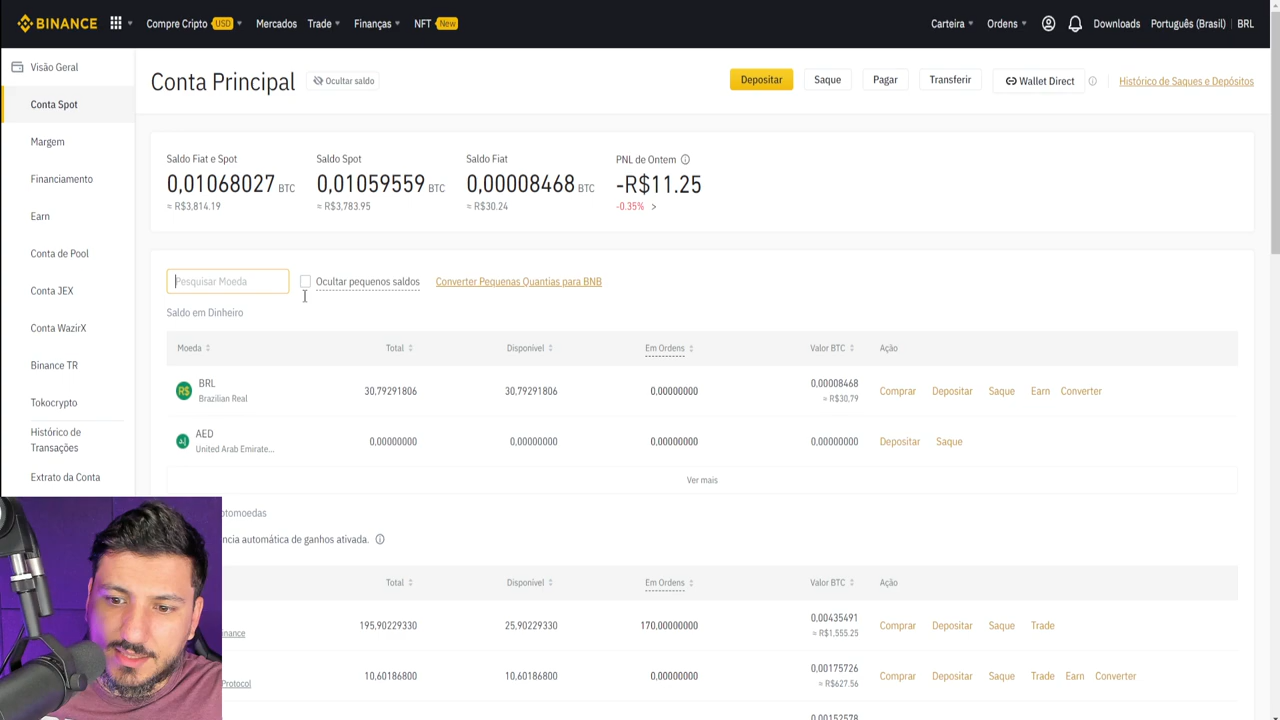 BINANCE
Compre Cripto USD Mercados Trade Finanças NFT New
Carteira Ordens Downloads Português (Brasil) BRL
Visão Geral
Conta Spot
Margem
Financiamento
Earn
Conta de Pool
Conta JEX
Conta WazirX
Binance TR
Tokocrypto
Histórico de
Transações
Extrato da Conta
Conta Principal Ocultar saldo Depositar Saque Pagar Transferir Wallet Direct Histórico de Saques e Depósitos
Saldo Fiat e Spot Saldo Spot Saldo Fiat PNL de Ontem
0,01068027 BTC 0,01059559 BTC 0,00008468 BTC -R$11.25
≈ R$3,814.19 ≈ R$3,783.95 ≈ R$30.24 -0.35% >
Pesquisar Moeda Ocultar pequenos saldos Converter Pequenas Quantias para BNB
Saldo em Dinheiro
Moeda Total Disponível Em Ordens Valor BTC Ação
BRL
Brazilian Real
30,79291806 30,79291806 0,00000000
0,00008468
≈ R$30,79
Comprar Depositar Saque Earn Converter
AED
United Arab Emirate...
0,00000000 0,00000000 0,00000000 0,00000000 Depositar Saque
Ver mais
otomoedas
ncia automática de ganhos ativada.
Total Disponível Em Ordens Valor BTC Ação
inance
195,90229330 25,90229330 170,00000000
0,00435491
≈ R$1,555.25
Comprar Depositar Saque Trade
Protocol
10,60186800 10,60186800 0,00000000
0,00175726
≈ R$627.56
Comprar Depositar Saque Trade Earn Converter
0,00152578